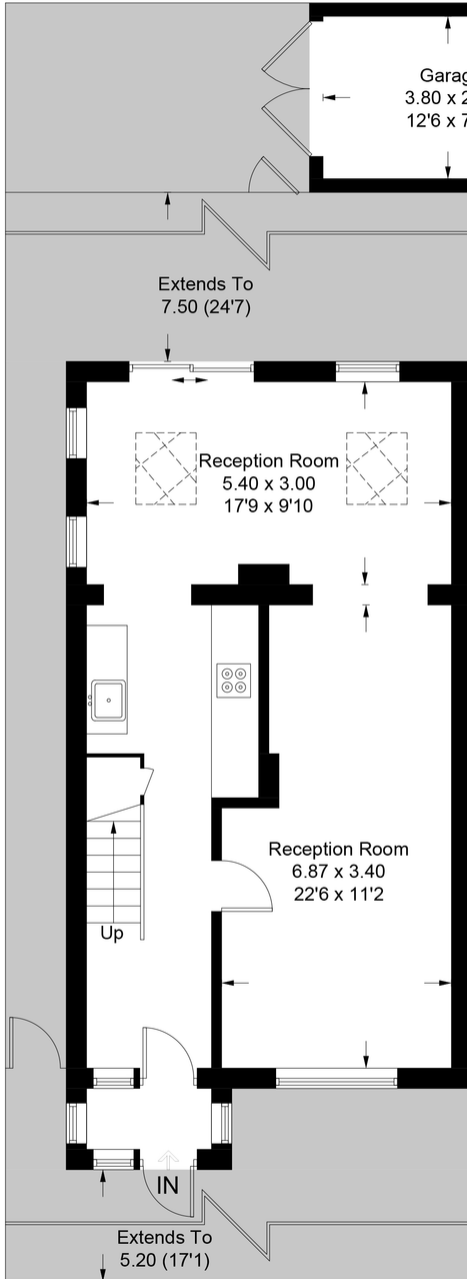 Garag
3.80 x 2
12'6 x 7
Extends To
7.50 (24'7)
Reception Room
5.40 x 3.00
17'9 x 9'10
Reception Room
6.87 x 3.40
22'6 x 11'2
Up
IN
Extends To
5.20 (17'1)